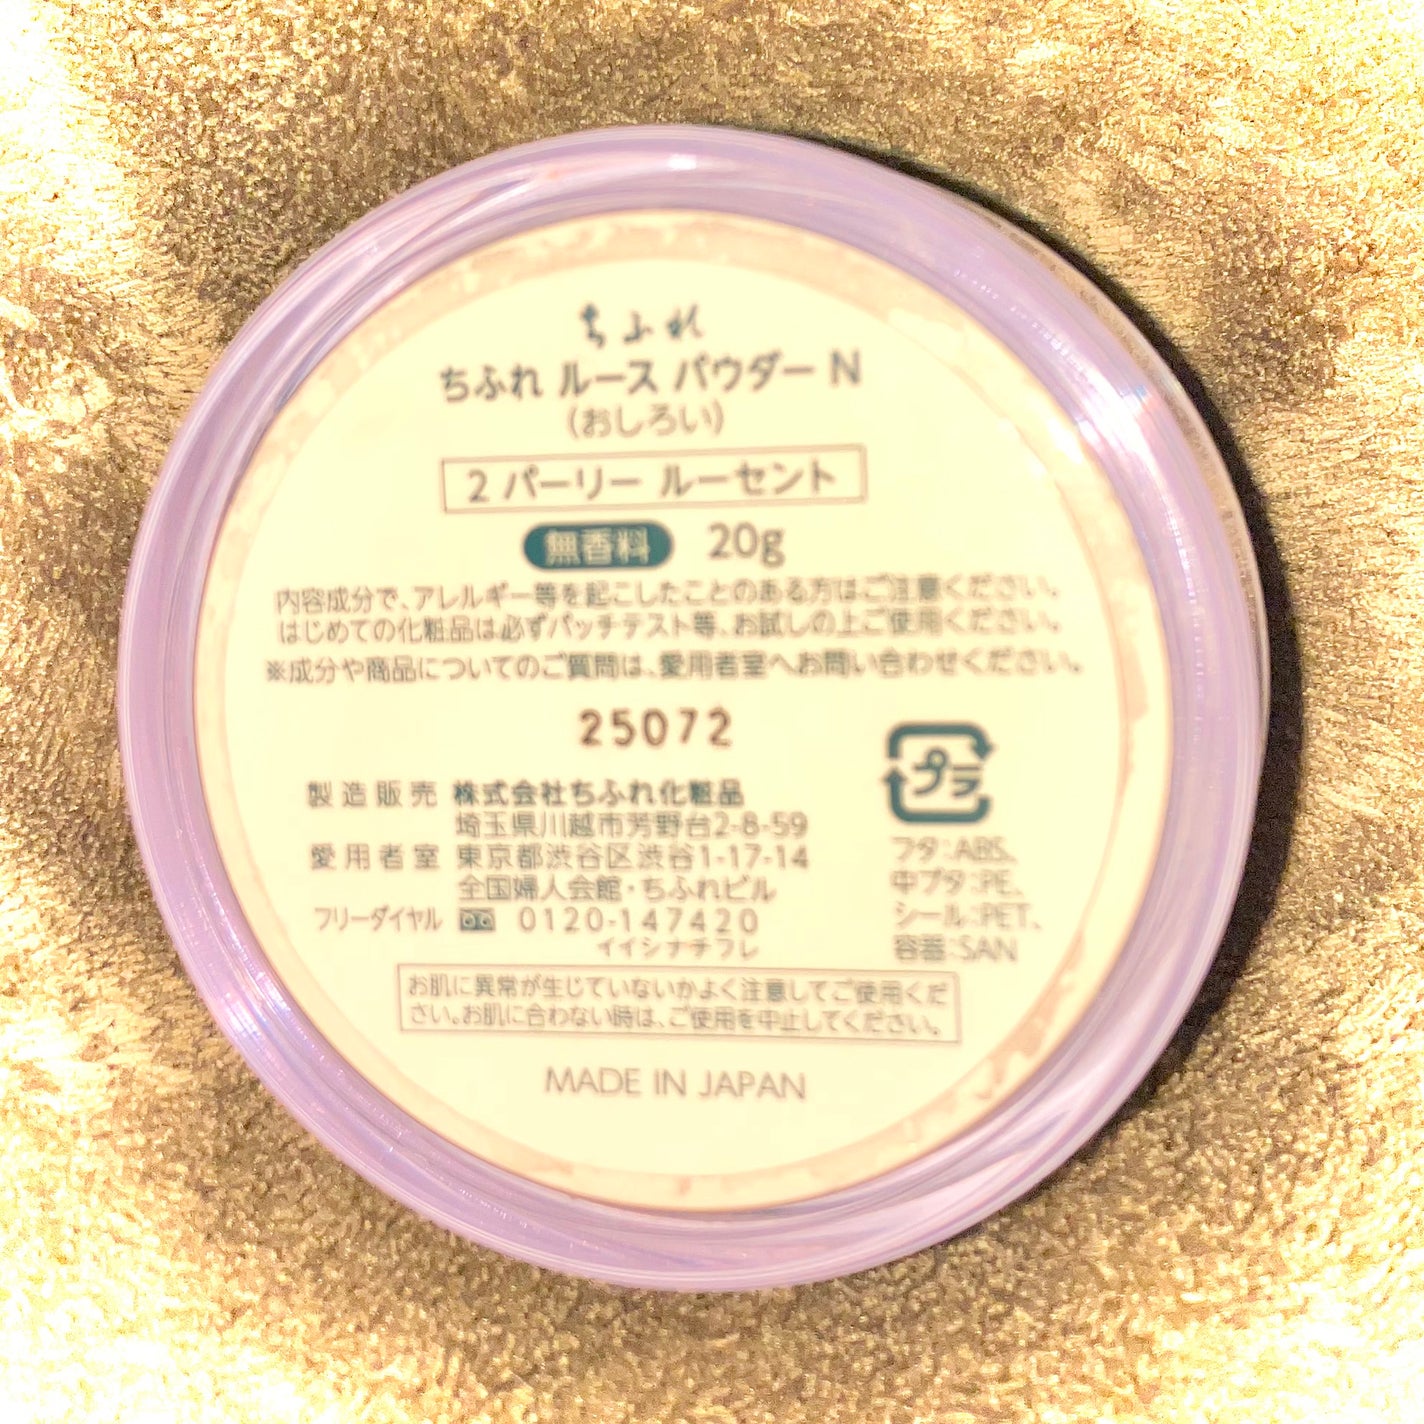 ちふれ
ちふれ ルース パウダー N
(おしろい)
2 パーリー ルーセント
無香料 20g
内容成分で、アレルギー等を起こしたことのある方はご注意ください。
はじめての化粧品は必ずパッチテスト等、お試しの上ご使用ください。
※成分や商品についてのご質問は、愛用者室へお問い合わせください。
25072
製造販売 株式会社ちふれ化粧品
埼玉県川越市芳野台2-8-59
愛用者室 東京都渋谷区渋谷1-17-14
全国婦人会館・ちふれビル
フリーダイヤル 0120-147420
イイシナチフレ
プラ
フタ:ABS、
中ブタ:PE、
シール:PET、
容器:SAN
お肌に異常が生じていないかよく注意してご使用くだ
さい。お肌に合わない時は、ご使用を中止してください。
MADE IN JAPAN